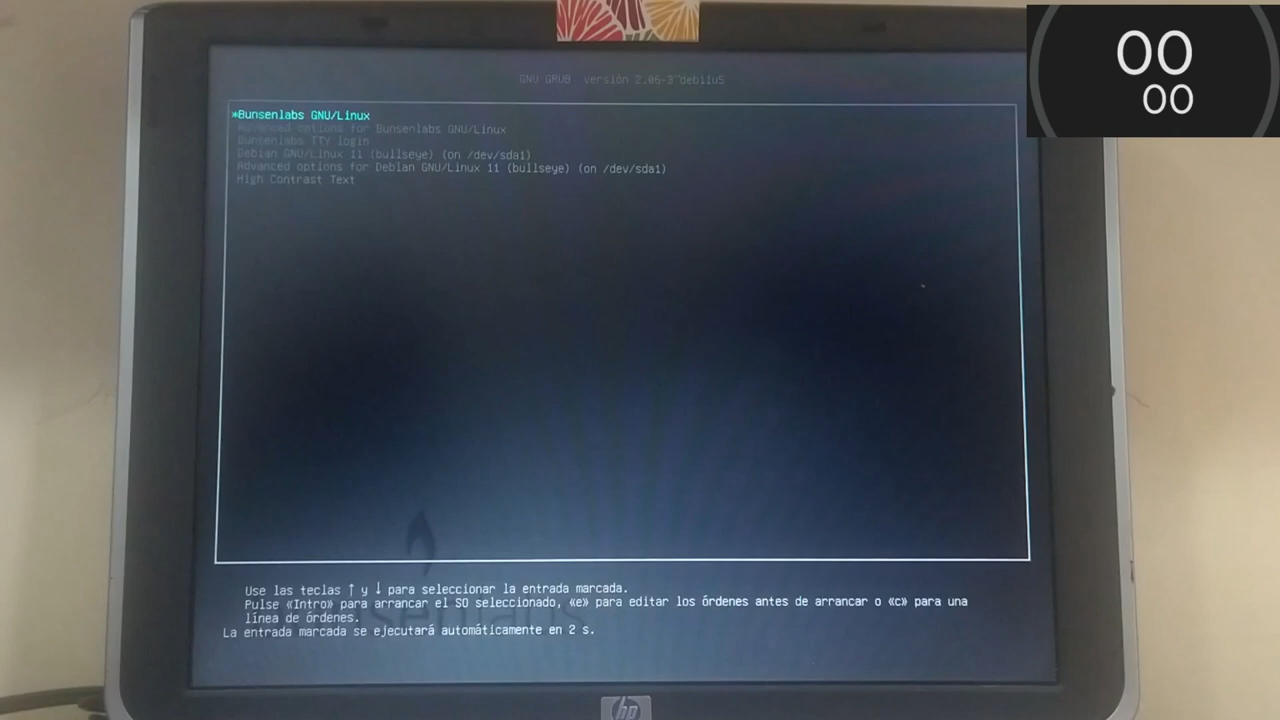 GNU GRUB versión 2.06-3~deb11u5
*Bunsenlabs GNU/Linux
Advanced options for Bunsenlabs GNU/Linux
Bunsenlabs TTY login
Debian GNU/Linux 11 (bullseye) (on /dev/sda1)
Advanced options for Debian GNU/Linux 11 (bullseye) (on /dev/sda1)
High Contrast Text
Use las teclas ↑ y ↓ para seleccionar la entrada marcada.
Pulse «Intro» para arrancar el SO seleccionado, «e» para editar los órdenes antes de arrancar o «c» para una
línea de órdenes.
La entrada marcada se ejecutará automáticamente en 2 s.
hp
00
00